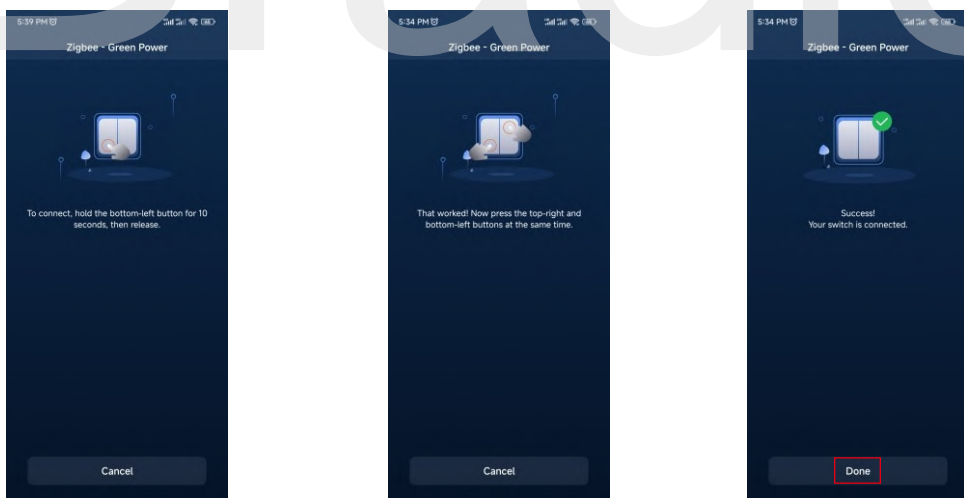 5:39 PM
Zigbee - Green Power
To connect, hold the bottom-left button for 10
seconds, then release.
Cancel
5:34 PM
Zigbee - Green Power
That worked! Now press the top-right and
bottom-left buttons at the same time.
Cancel
5:34 PM
Zigbee - Green Power
Success!
Your switch is connected.
Done